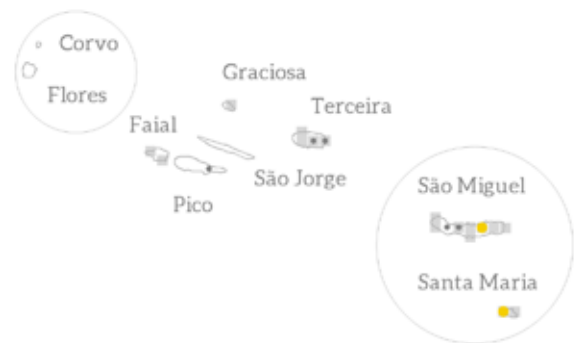 Corvo
Flores
Graciosa
Terceira
Faial
São Jorge
Pico
São Miguel
Santa Maria